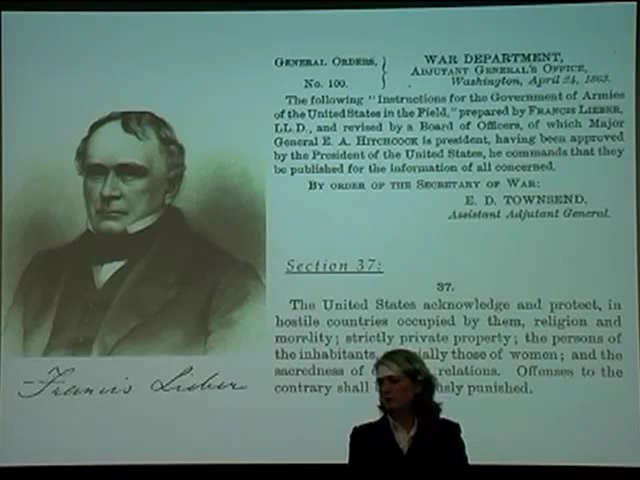 GENERAL ORDERS,
No. 100.
WAR DEPARTMENT,
ADJUTANT GENERAL'S OFFICE,
Washington, April 24, 1863.
The following "Instructions for the Government of Armies
of the United States in the Field," prepared by FRANCIS LIEBER,
LL.D., and revised by a Board of Officers, of which Major
General E. A. HITCHCOCK is president, having been approved
by the President of the United States, he commands that they
be published for the information of all concerned.
BY ORDER OF THE SECRETARY OF WAR:
E. D. TOWNSEND,
Assistant Adjutant General.
Section 37:
37.
The United States acknowledge and protect, in
hostile countries occupied by them, religion and
morality; strictly private property; the persons of
the inhabitants, ially those of women; and the
sacredness of relations. Offenses to the
contrary shall sly punished.
Francis Lieber